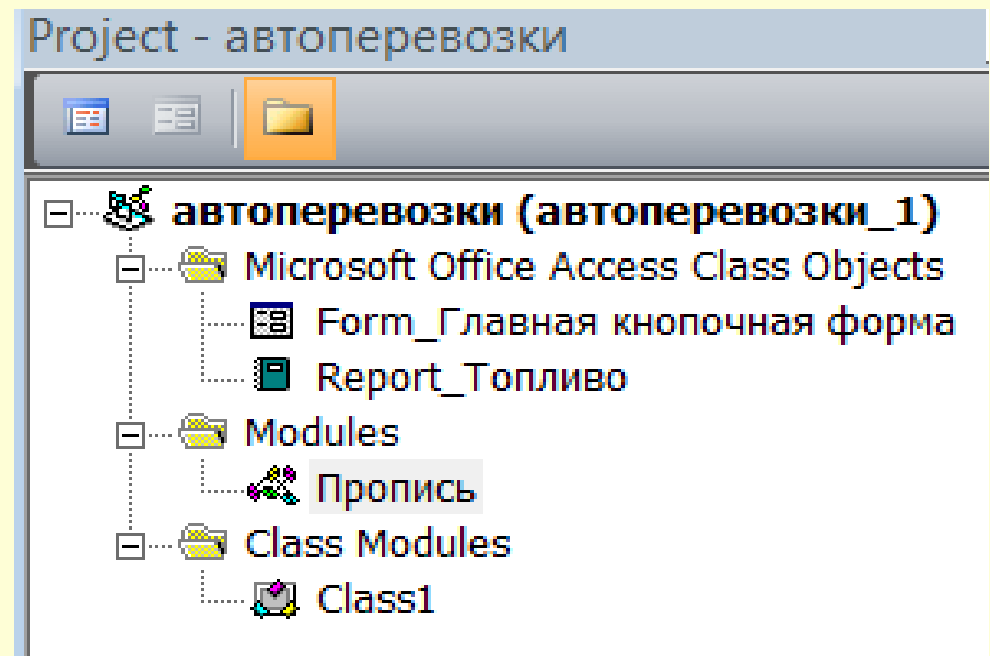 Project - автоперевозки
автоперевозки (автоперевозки_1)
Microsoft Office Access Class Objects
Form_Главная кнопочная форма
Report_Топливо
Modules
Пропись
Class Modules
Class1